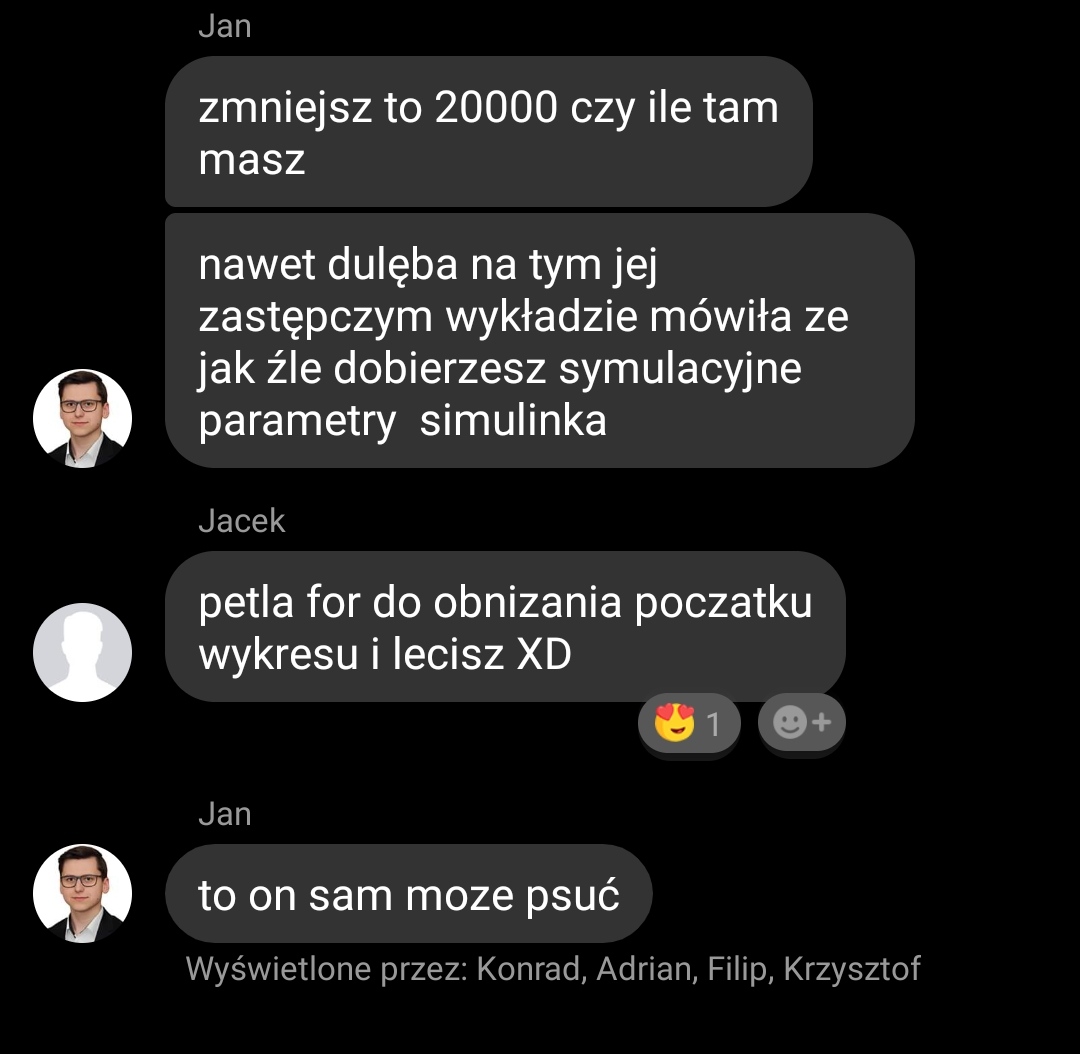 Jan
zmniejsz to 20000 czy ile tam
masz
nawet dulęba na tym jej
zastępczym wykładzie mówiła ze
jak źle dobierzesz symulacyjne
parametry  simulinka
Jacek
petla for do obnizania poczatku
wykresu i lecisz XD
1
Jan
to on sam moze psuć
Wyświetlone przez: Konrad, Adrian, Filip, Krzysztof